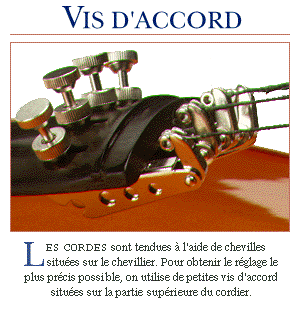 VIS D'ACCORD
LES CORDES sont tendues à l'aide de chevilles
situées sur le chevillier. Pour obtenir le réglage le
plus précis possible, on utilise de petites vis d'accord
situées sur la partie supérieure du cordier.